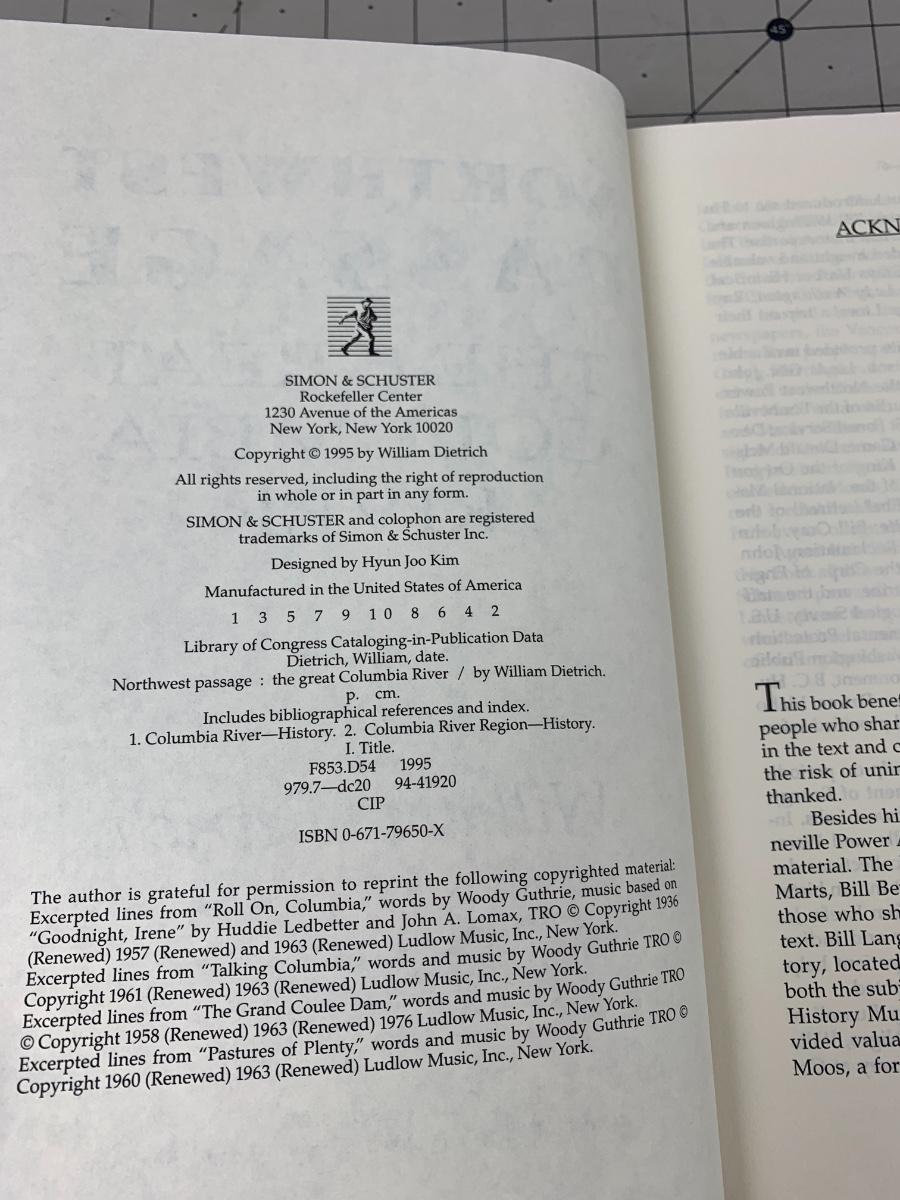 45°
SIMON & SCHUSTER
Rockefeller Center
1230 Avenue of the Americas
New York, New York 10020
Copyright © 1995 by William Dietrich
All rights reserved, including the right of reproduction
in whole or in part in any form.
SIMON & SCHUSTER and colophon are registered
trademarks of Simon & Schuster Inc.
Designed by Hyun Joo Kim
Manufactured in the United States of America
1 3 5 7 9 10 8 6 4 2
Library of Congress Cataloging-in-Publication Data
Dietrich, William, date.
Northwest passage : the great Columbia River / by William Dietrich.
p. cm.
Includes bibliographical references and index.
1. Columbia River—History. 2. Columbia River Region—History.
I. Title.
F853.D54 1995
979.7—dc20 94-41920
CIP
ISBN 0-671-79650-X
The author is grateful for permission to reprint the following copyrighted material:
Excerpted lines from “Roll On, Columbia,” words by Woody Guthrie, music based on
“Goodnight, Irene” by Huddie Ledbetter and John A. Lomax, TRO © Copyright 1936
(Renewed) 1957 (Renewed) and 1963 (Renewed) Ludlow Music, Inc., New York.
Excerpted lines from “Talking Columbia,” words and music by Woody Guthrie TRO ©
Copyright 1961 (Renewed) 1963 (Renewed) Ludlow Music, Inc., New York.
Excerpted lines from “The Grand Coulee Dam,” words and music by Woody Guthrie TRO
© Copyright 1958 (Renewed) 1963 (Renewed) 1976 Ludlow Music, Inc., New York.
Excerpted lines from “Pastures of Plenty,” words and music by Woody Guthrie TRO ©
Copyright 1960 (Renewed) 1963 (Renewed) Ludlow Music, Inc., New York.
ACKN
This book benef
people who shar
in the text and c
the risk of unin
thanked.
Besides hi
neville Power A
material. The
Marts, Bill Be
those who sh
text. Bill Lang
tory, located
both the subj
History Mu
vided valua
Moos, a for